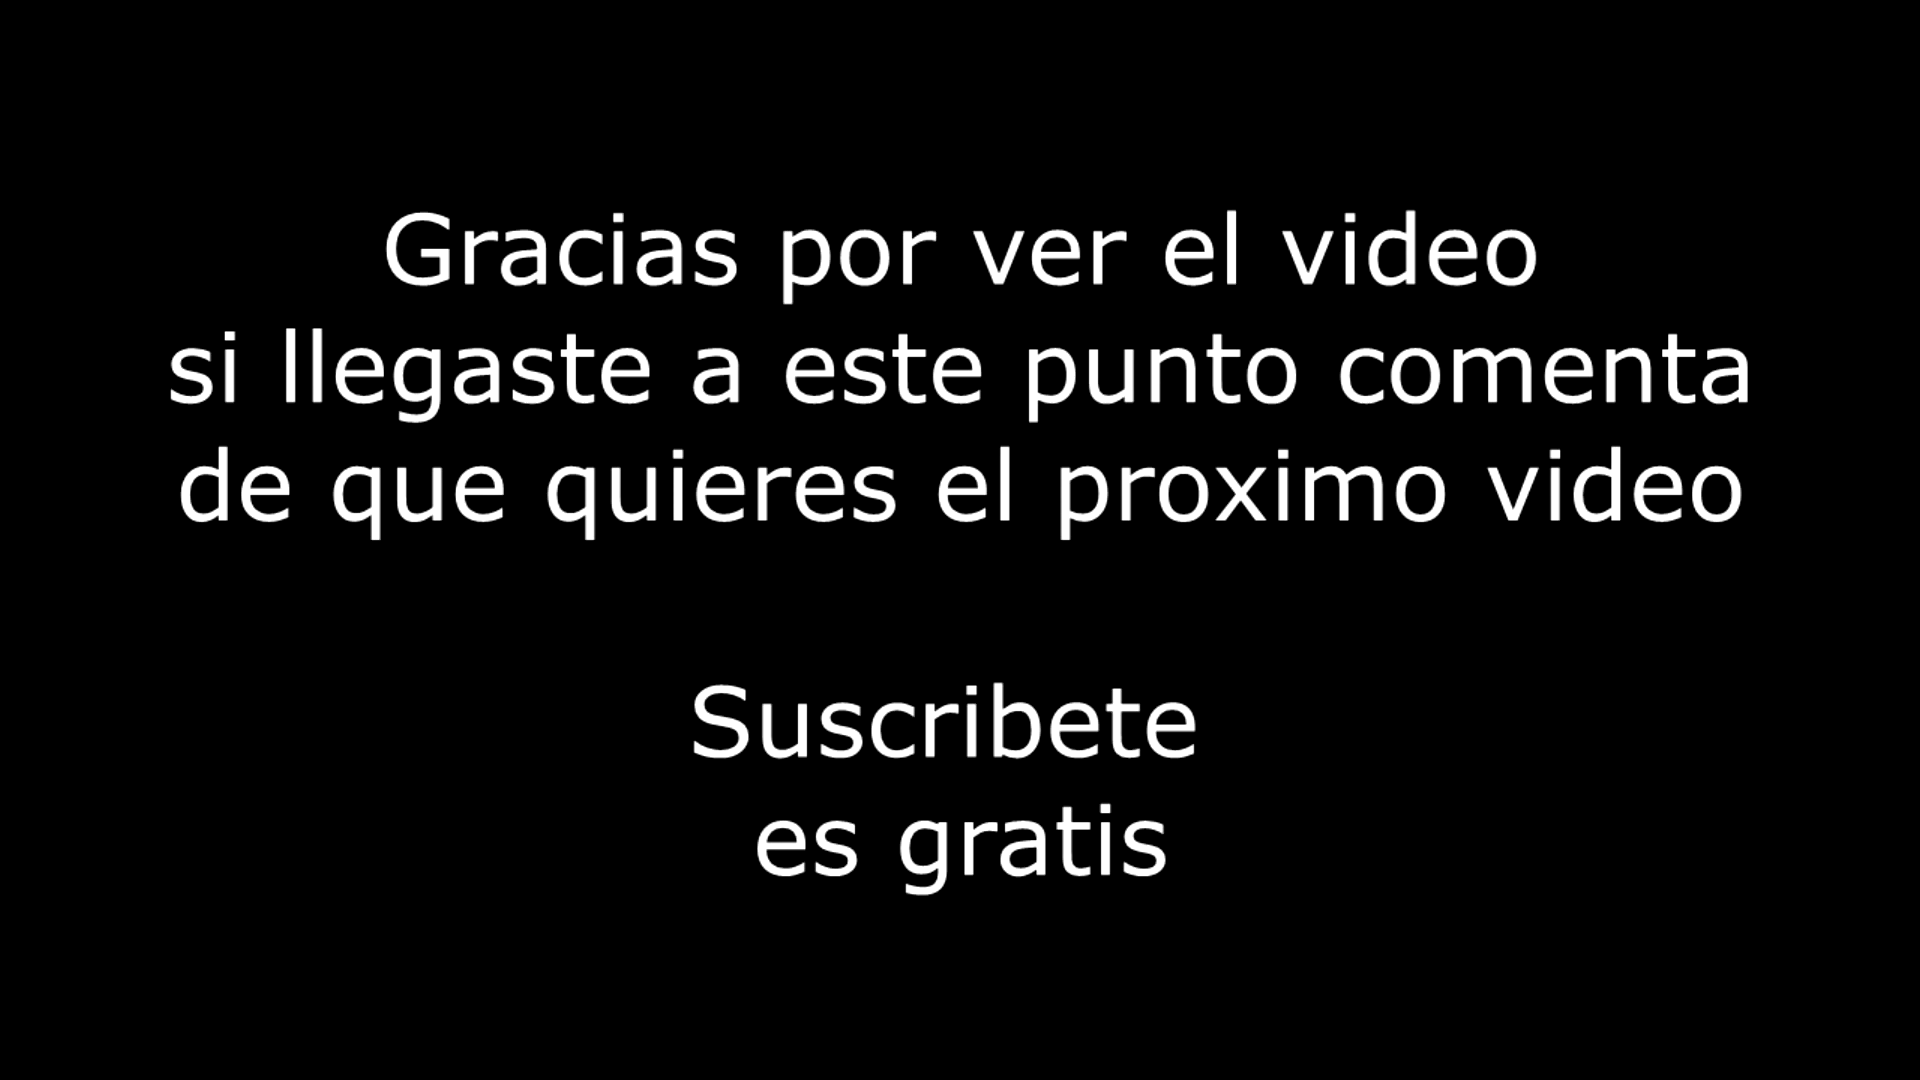 Gracias por ver el video
si llegaste a este punto comenta
de que quieres el proximo video
Suscribete
es gratis